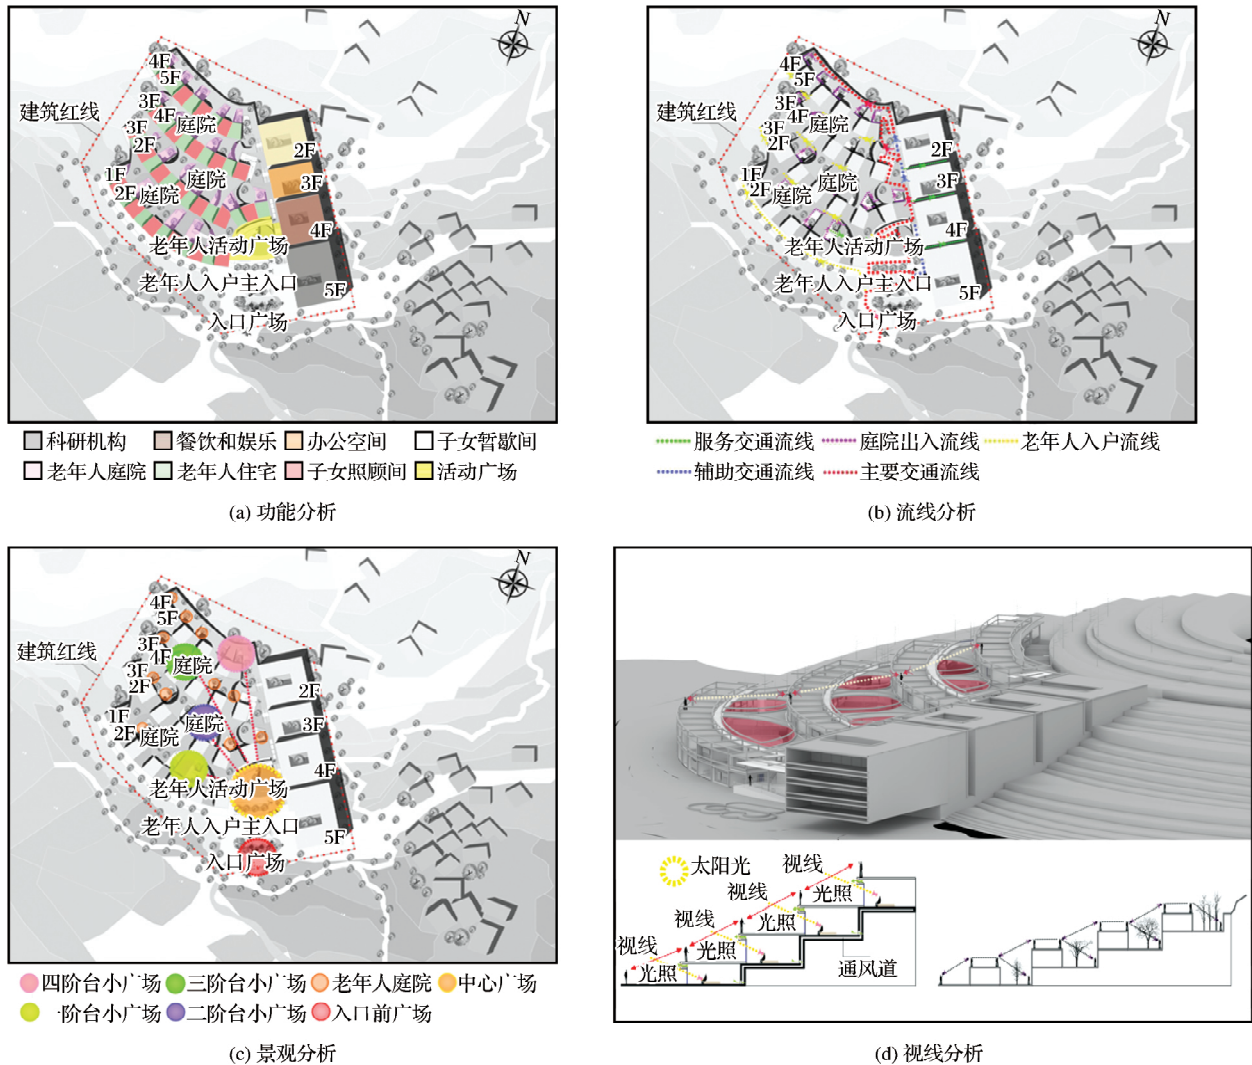 N
4F
5F
建筑红线
3F
4F
庭院
3F
2F
2F
1F
庭院
3F
2F
庭院
4F
老年人活动广场
老年人入户主入口
5F
入口广场
科研机构 餐饮和娱乐 办公空间 子女暂歇间
老年人庭院 老年人住宅 子女照顾间 活动广场
(a) 功能分析
N
4F
5F
建筑红线
3F
4F
庭院
3F
2F
2F
1F
庭院
3F
2F
庭院
4F
老年人活动广场
老年人入户主入口
5F
入口广场
服务交通流线 庭院出入流线 老年人入户流线
辅助交通流线 主要交通流线
(b) 流线分析
N
4F
5F
建筑红线
3F
4F
庭院
3F
2F
2F
1F
庭院
3F
2F
庭院
4F
老年人活动广场
老年人入户主入口
5F
入口广场
四阶台小广场 三阶台小广场 老年人庭院 中心广场
一阶台小广场 二阶台小广场 入口前广场
(c) 景观分析
太阳光
视线
视线
光照
视线
光照
视线
光照
光照
通风道
(d) 视线分析